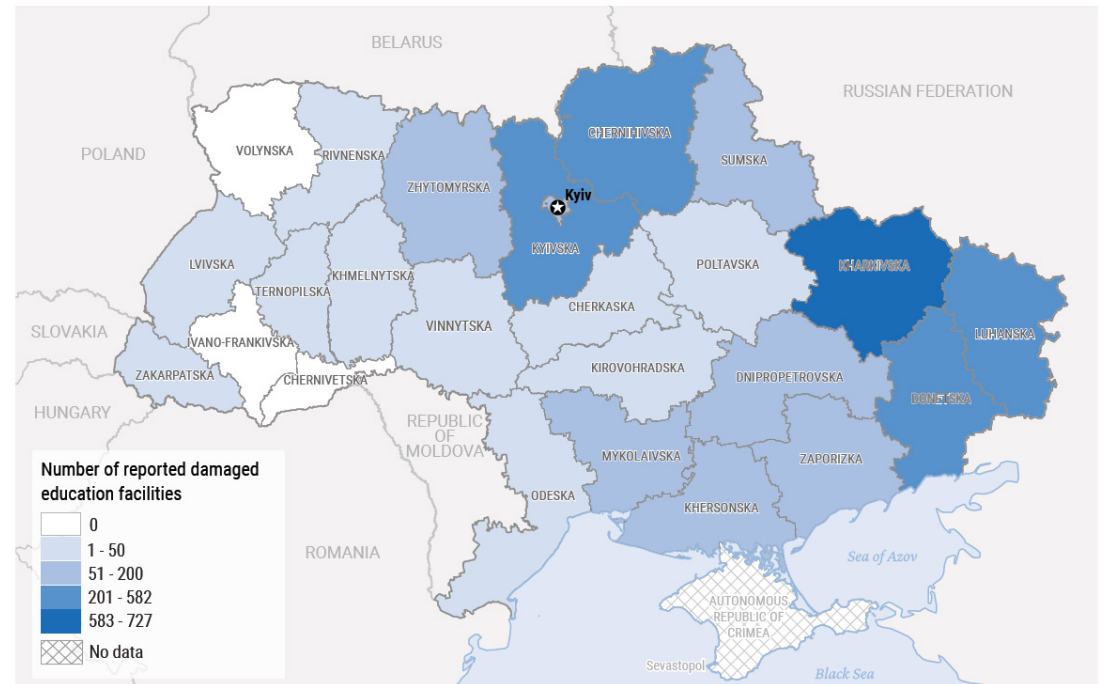 BELARUS
RUSSIAN FEDERATION
POLAND
SLOVAKIA
HUNGARY
ROMANIA
REPUBLIC
OF
MOLDOVA
VOLYNSKA
RIVNENSKA
ZHYTOMYRSKA
CHERNIHIVSKA
SUMSKA
Kyiv
KYIVSKA
LVIVSKA
TERNOPILSKA
KHMELNYTSKA
VINNYTSKA
CHERKASKA
POLTAVSKA
KHARKIVSKA
LUHANSKA
IVANO-FRANKIVSKA
ZAKARPATSKA
CHERNIVETSKA
KIROVOHRADSKA
DNIPROPETROVSKA
DONETSKA
MYKOLAIVSKA
ZAPORIZKA
ODESKA
KHERSONSKA
Sea of Azov
AUTONOMOUS
REPUBLIC OF
CRIMEA
Sevastopol
Black Sea
Number of reported damaged
education facilities
0
1 - 50
51 - 200
201 - 582
583 - 727
No data